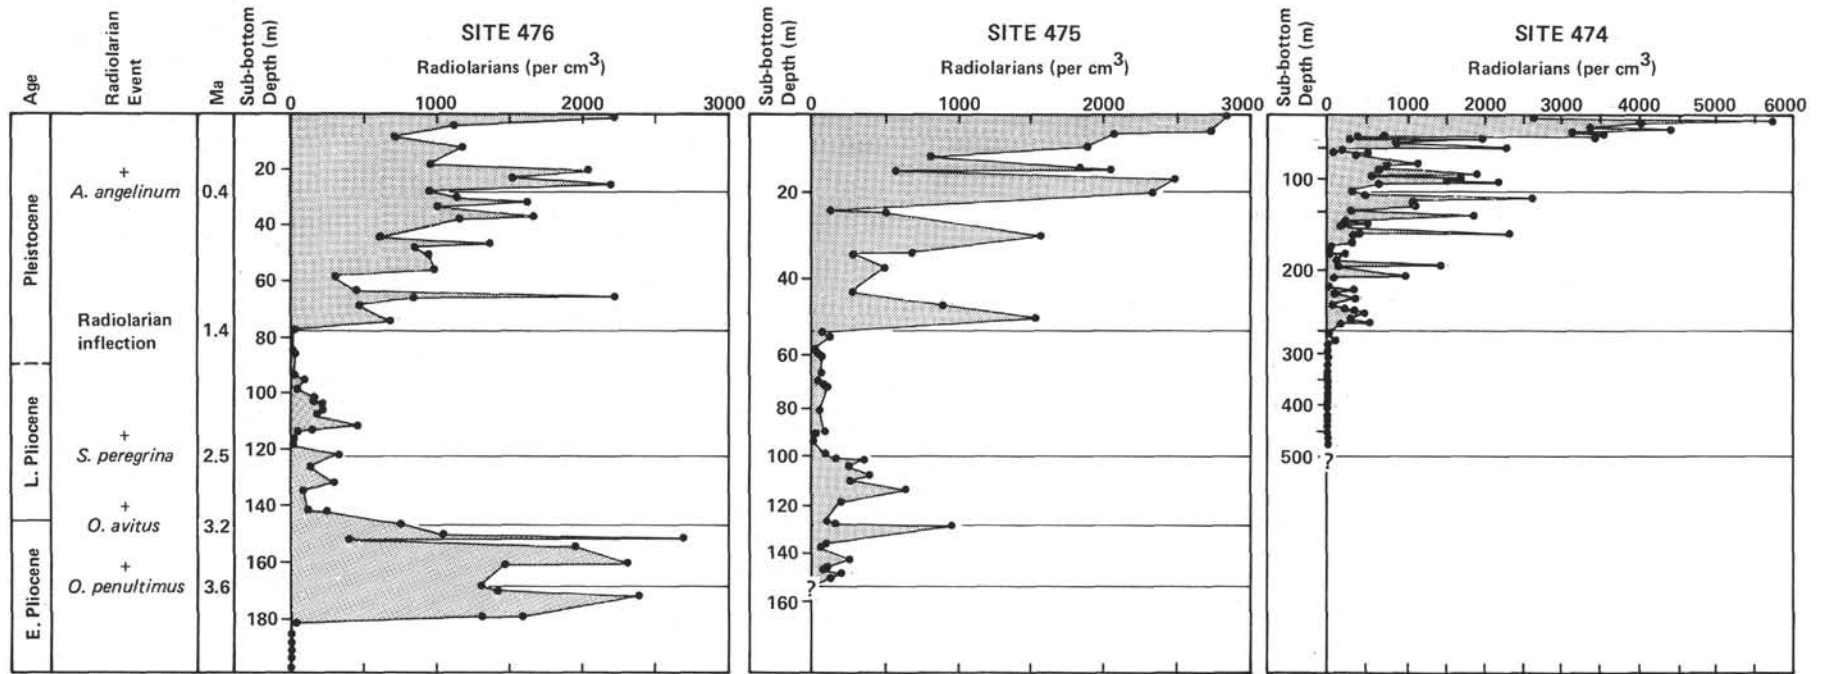 Age
Radiolarian
Event
Ma
Pleistocene
L. Pliocene
E. Pliocene
+
A. angelinum
0.4
Radiolarian
inflection
1.4
+
S. peregrina
2.5
+
O. avitus
3.2
+
O. penultimus
3.6
SITE 476
Radiolarians (per cm3)
Sub-bottom
Depth (m)
0 1000 2000 3000
20
40
60
80
100
120
140
160
180
SITE 475
Radiolarians (per cm3)
Sub-bottom
Depth (m)
0 1000 2000 3000
20
40
60
80
100
120
140
?
160
SITE 474
Radiolarians (per cm3)
Sub-bottom
Depth (m)
0 1000 2000 3000 4000 5000 6000
100
200
300
400
500 ?